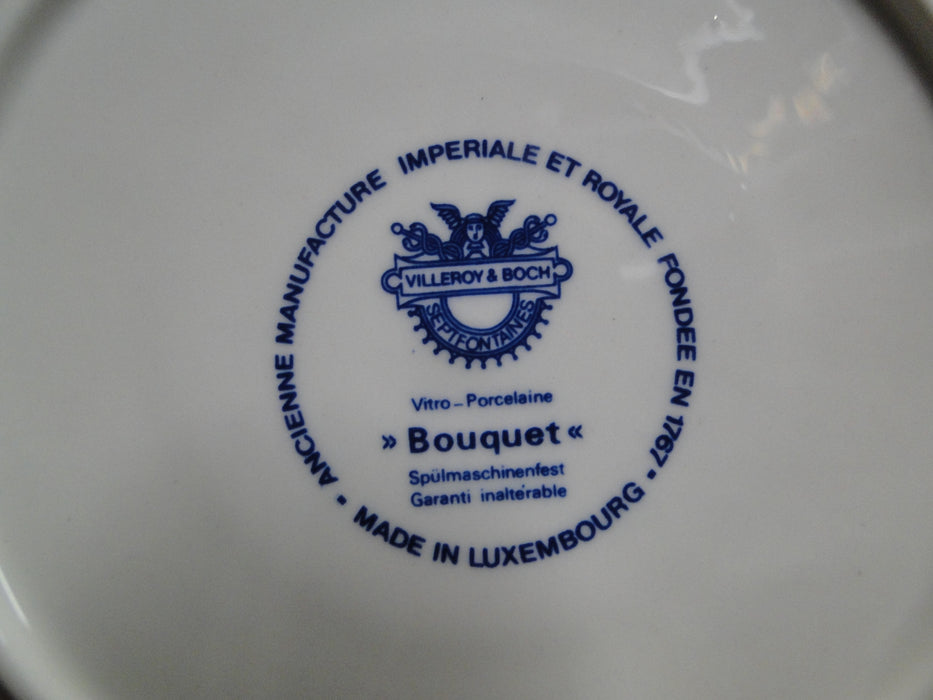 ANCIENNE MANUFACTURE IMPERIALE ET ROYALE FONDEE EN 1767 •
VILLEROY & BOCH
SEPTFONTAINES
Vitro-Porcelaine
» Bouquet «
Spülmaschinenfest
Garanti inaltérable
MADE IN LUXEMBOURG •